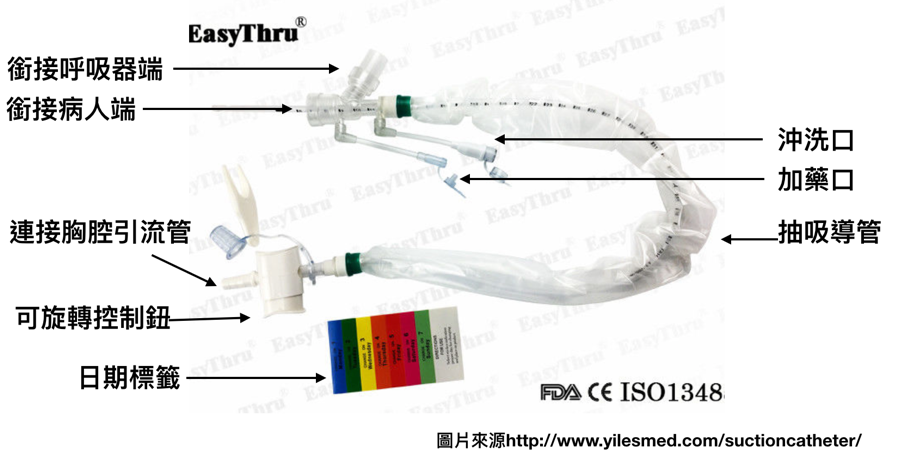 EasyThru®
銜接呼吸器端
銜接病人端
沖洗口
加藥口
連接胸腔引流管
抽吸導管
可旋轉控制鈕
日期標籤
FDA CE ISO1348
圖片來源http://www.yilesmed.com/suctioncatheter/